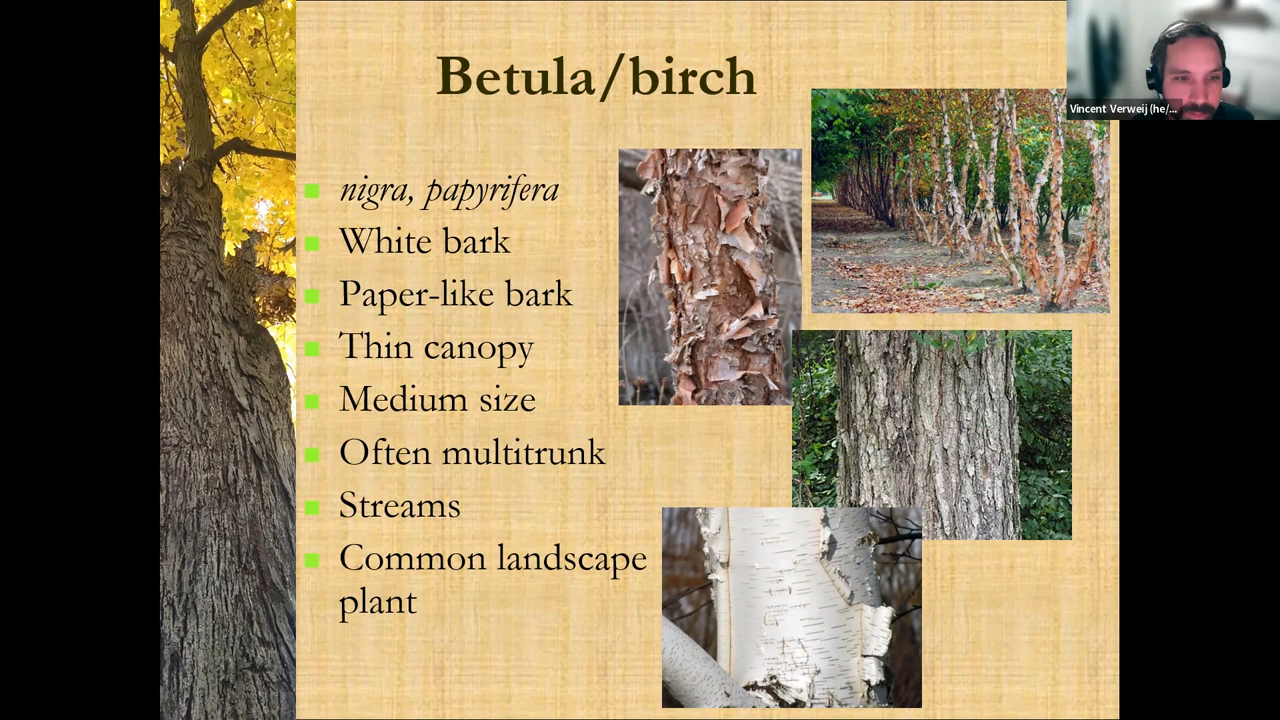 Betula/birch
nigra, papyrifera
White bark
Paper-like bark
Thin canopy
Medium size
Often multitrunk
Streams
Common landscape
plant
Vincent Verweij (he/...